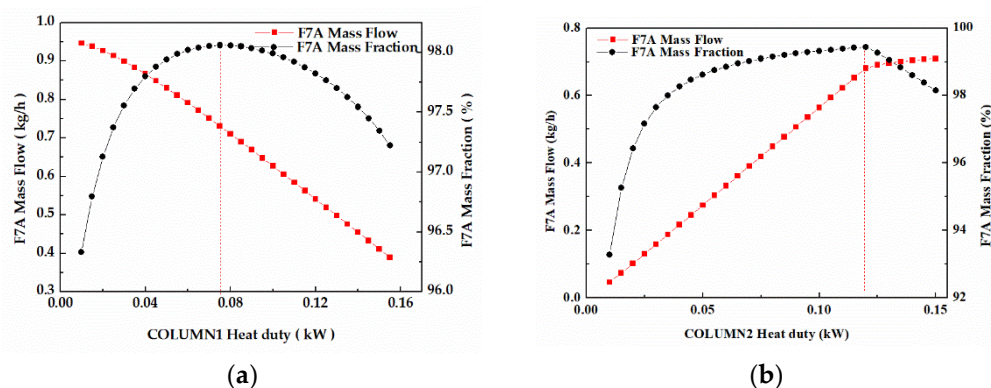 F7A Mass Flow
F7A Mass Fraction
1.0
0.9
0.8
0.7
0.6
0.5
0.4
0.3
F7A Mass Flow (kg/h)
98.0
97.5
97.0
96.5
96.0
F7A Mass Fraction ( % )
0.00 0.04 0.08 0.12 0.16
COLUMN1 Heat duty ( kW )
(a)
F7A Mass Flow
F7A Mass Fraction
0.8
0.6
0.4
0.2
0.0
F7A Mass Flow (kg/h)
100
98
96
94
92
F7A Mass Fraction (%)
0.00 0.05 0.10 0.15
COLUMN2 Heat duty (kW)
(b)